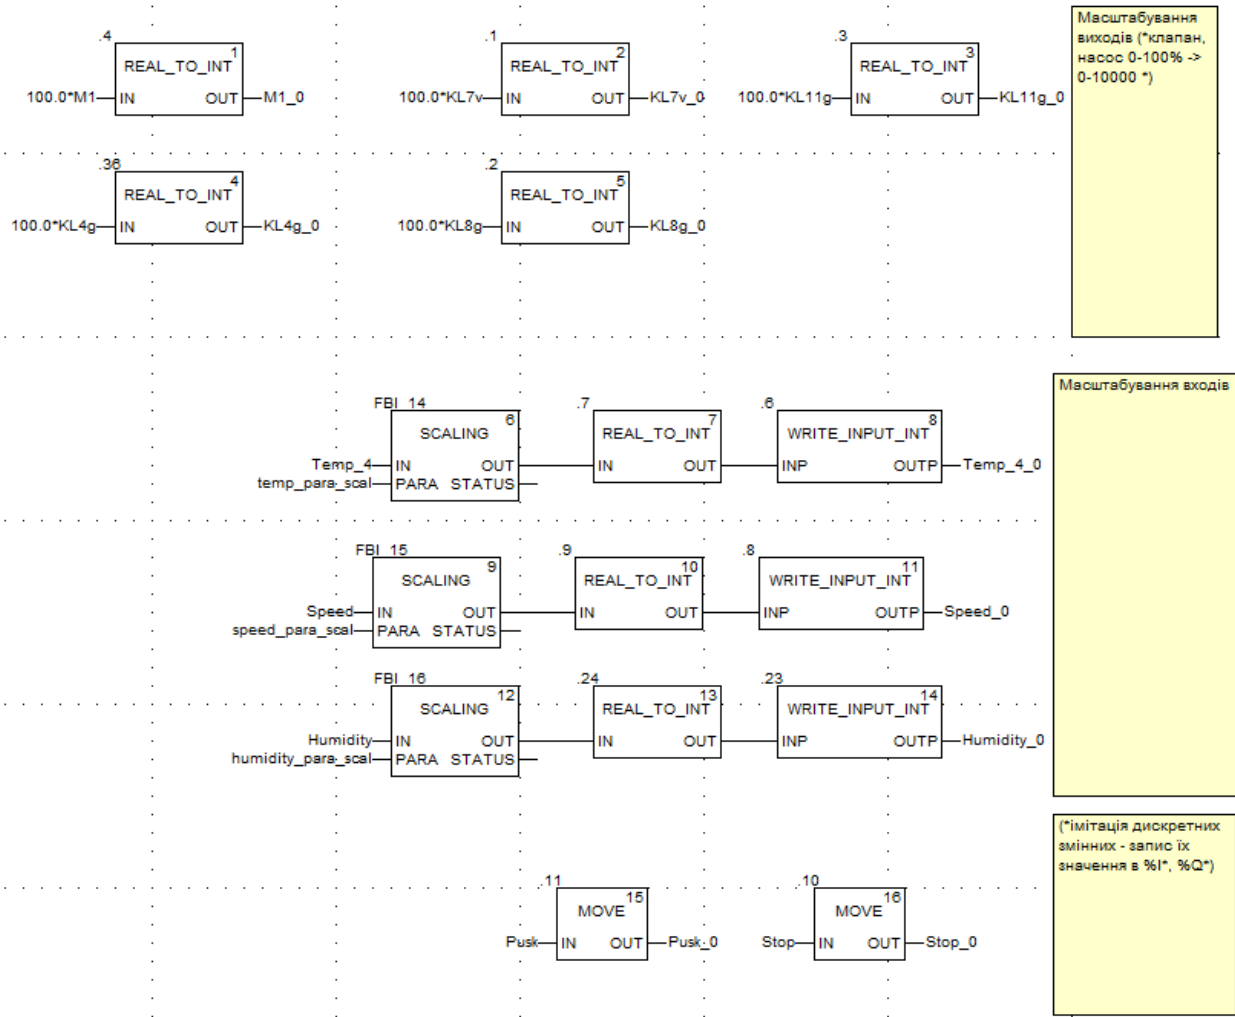 .4
1
REAL_TO_INT
100.0*M1 IN OUT M1_0
.1
2
REAL_TO_INT
100.0*KL7v IN OUT KL7v_0
.3
3
REAL_TO_INT
100.0*KL11g IN OUT KL11g_0
Масштабування
виходів (*клапан,
насос 0-100% ->
0-10000 *)
.36
4
REAL_TO_INT
100.0*KL4g IN OUT KL4g_0
.2
5
REAL_TO_INT
100.0*KL8g IN OUT KL8g_0
Масштабування входів
FBI_14
6
SCALING
Temp_4 IN OUT
temp_para_scal PARA STATUS
.7
7
REAL_TO_INT
IN OUT
.6
8
WRITE_INPUT_INT
INP OUTP Temp_4_0
FBI_15
9
SCALING
Speed IN OUT
speed_para_scal PARA STATUS
.9
10
REAL_TO_INT
IN OUT
.8
11
WRITE_INPUT_INT
INP OUTP Speed_0
FBI_16
12
SCALING
Humidity IN OUT
humidity_para_scal PARA STATUS
.24
13
REAL_TO_INT
IN OUT
.23
14
WRITE_INPUT_INT
INP OUTP Humidity_0
(*імітація дискретних
змінних - запис їх
значення в %I*, %Q*)
.11
15
MOVE
Pusk IN OUT Pusk_0
.10
16
MOVE
Stop IN OUT Stop_0